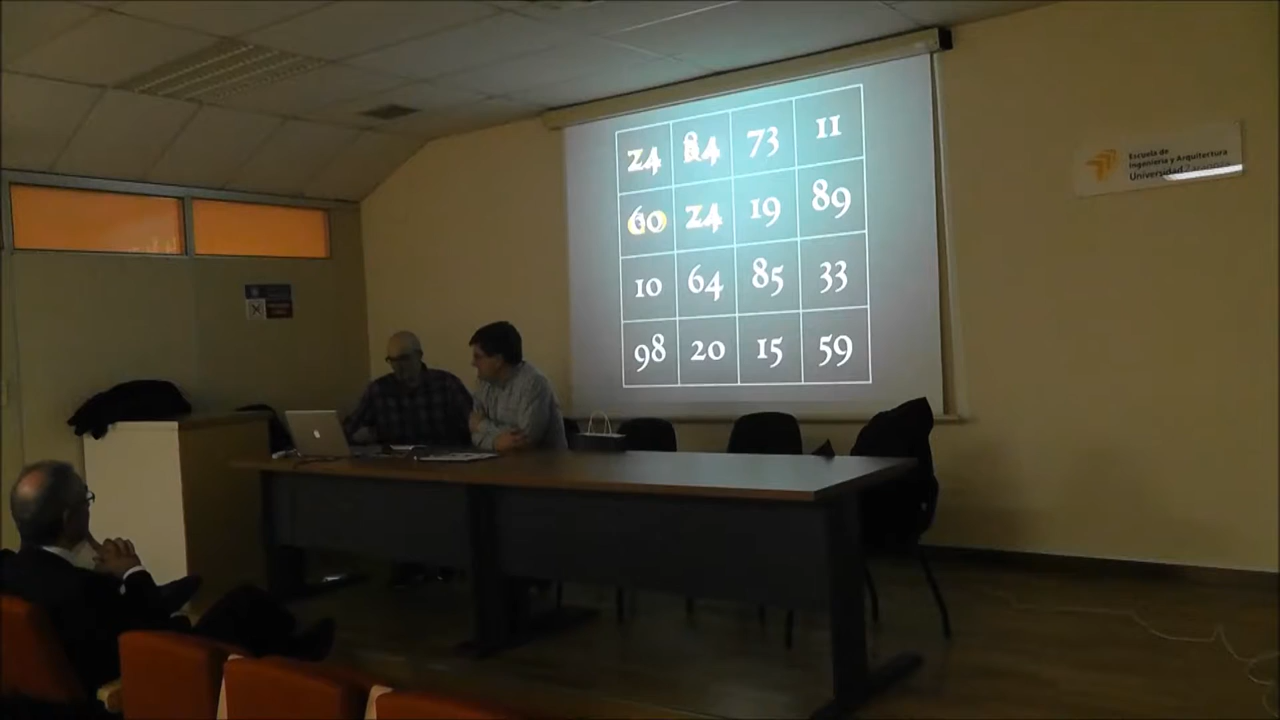 24 84 73 11
60 24 19 89
10 64 85 33
98 20 15 59
Escuela de
Ingeniería y Arquitectura
Universidad Zaragoza